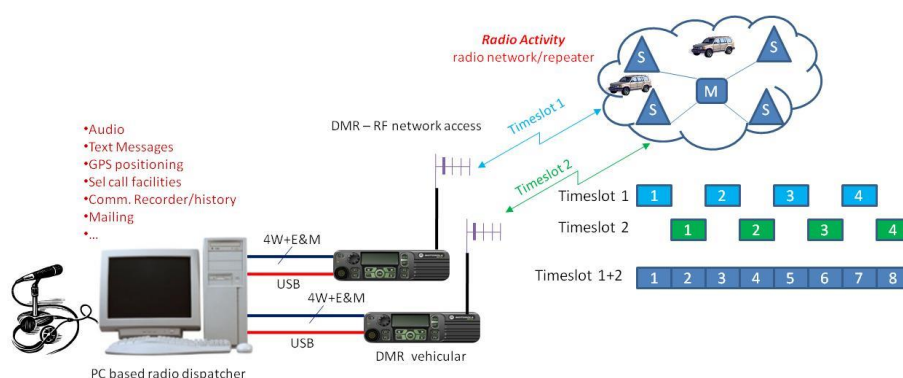 Radio Activity
radio network/repeater
S
S
M
S
S
DMR – RF network access
Timeslot 1
Timeslot 2
•Audio
•Text Messages
•GPS positioning
•Sel call facilities
•Comm. Recorder/history
•Mailing
•...
4W+E&M
USB
4W+E&M
USB
DMR vehicular
PC based radio dispatcher
Timeslot 1 1 2 3 4
Timeslot 2 1 2 3 4
Timeslot 1+2 1 2 3 4 5 6 7 8